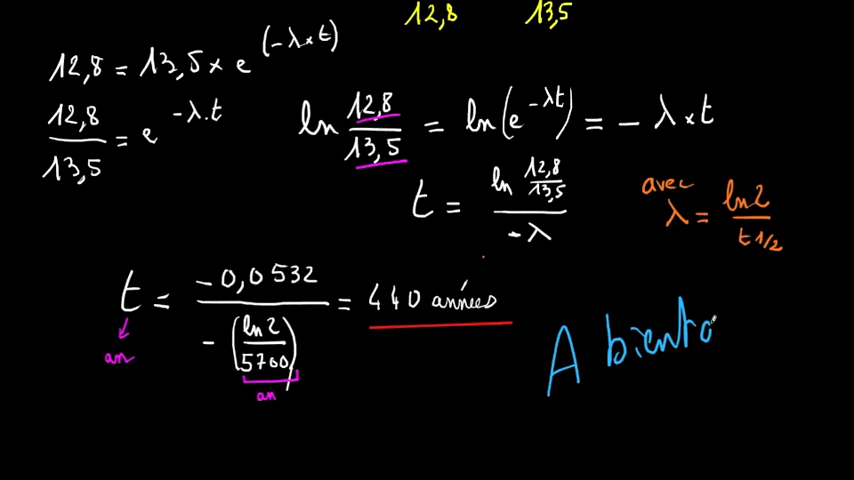 12,8 13,5
12,8 = 13,5 × e^(-λ×t)
12,8/13,5 = e^-λ.t
ln 12,8/13,5 = ln(e^-λt) = - λ×t
t = ln 12,8/13,5 / -λ
avec
λ = ln2/t1/2
t = -0,0532 / -(ln2/5700) = 440 années
an
an
A biento